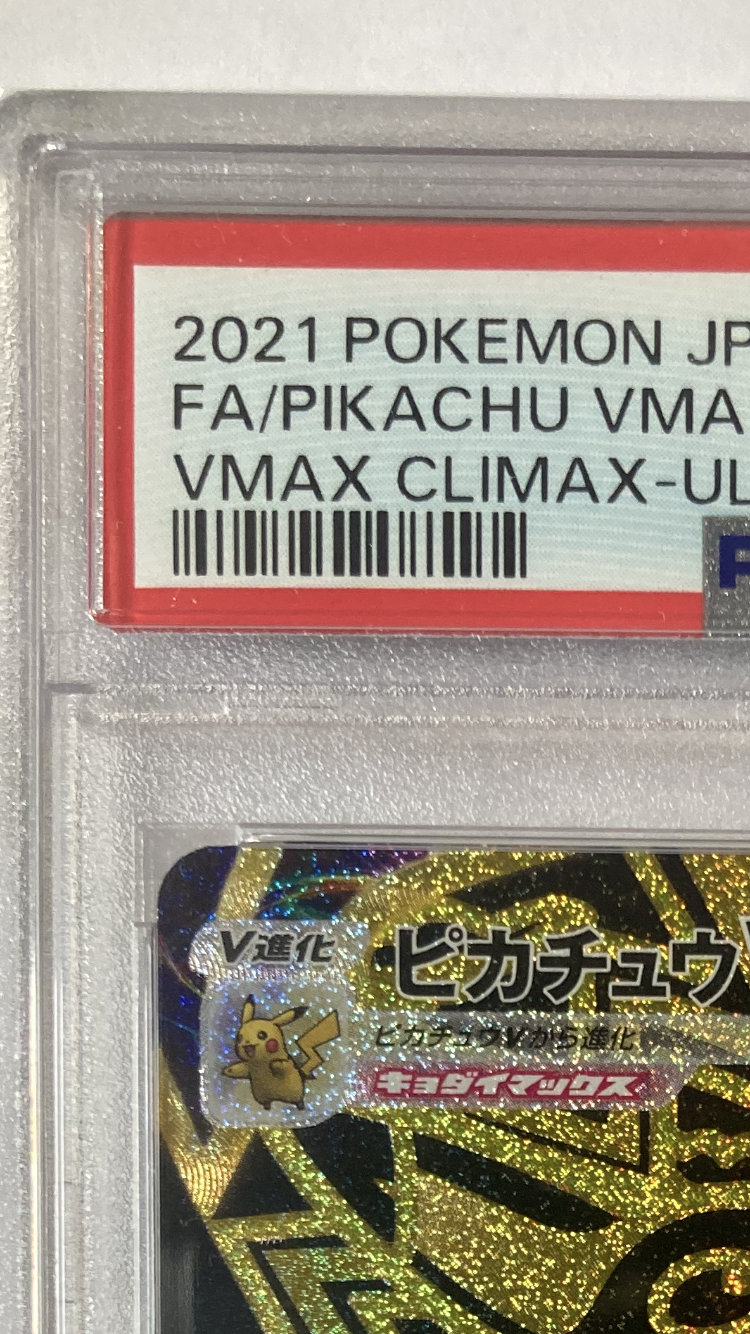 2021 POKEMON JP
FA/PIKACHU VMA
VMAX CLIMAX-UL
P
V進化
ピカチュウ
ピカチュウVから進化
キョダイマックス